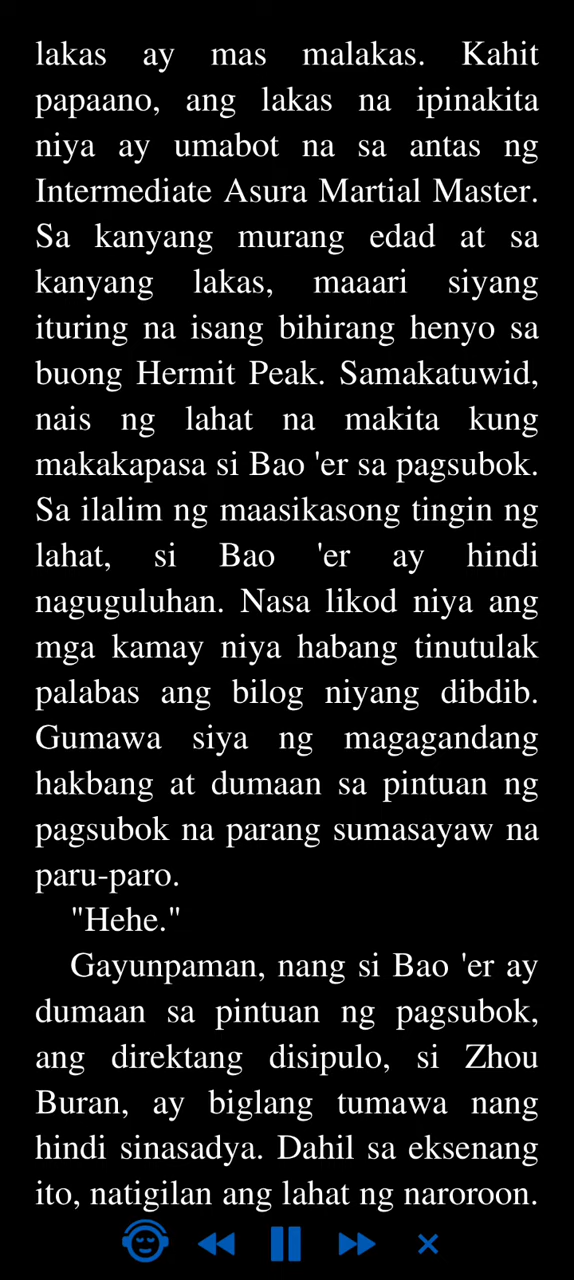 lakas ay mas malakas. Kahit
papaano, ang lakas na ipinakita
niya ay umabot na sa antas ng
Intermediate Asura Martial Master.
Sa kanyang murang edad at sa
kanyang lakas, maaari siyang
ituring na isang bihirang henyo sa
buong Hermit Peak. Samakatuwid,
nais ng lahat na makita kung
makakapasa si Bao 'er sa pagsubok.
Sa ilalim ng maasikasong tingin ng
lahat, si Bao 'er ay hindi
naguguluhan. Nasa likod niya ang
mga kamay niya habang tinutulak
palabas ang bilog niyang dibdib.
Gumawa siya ng magagandang
hakbang at dumaan sa pintuan ng
pagsubok na parang sumasayaw na
paru-paro.
"Hehe."
Gayunpaman, nang si Bao 'er ay
dumaan sa pintuan ng pagsubok,
ang direktang disipulo, si Zhou
Buran, ay biglang tumawa nang
hindi sinasadya. Dahil sa eksenang
ito, natigilan ang lahat ng naroroon.